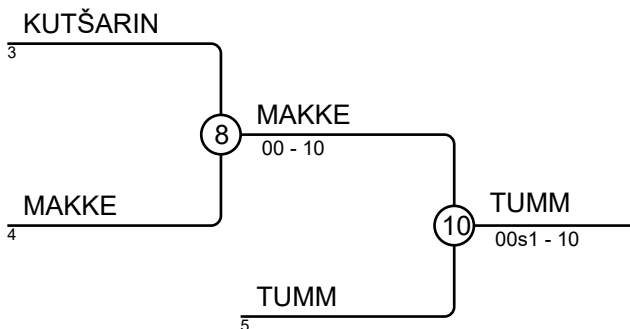 KUTŠARIN
3
8
MAKKE
00 - 10
MAKKE
4
10
TUMM
00s1 - 10
TUMM
5